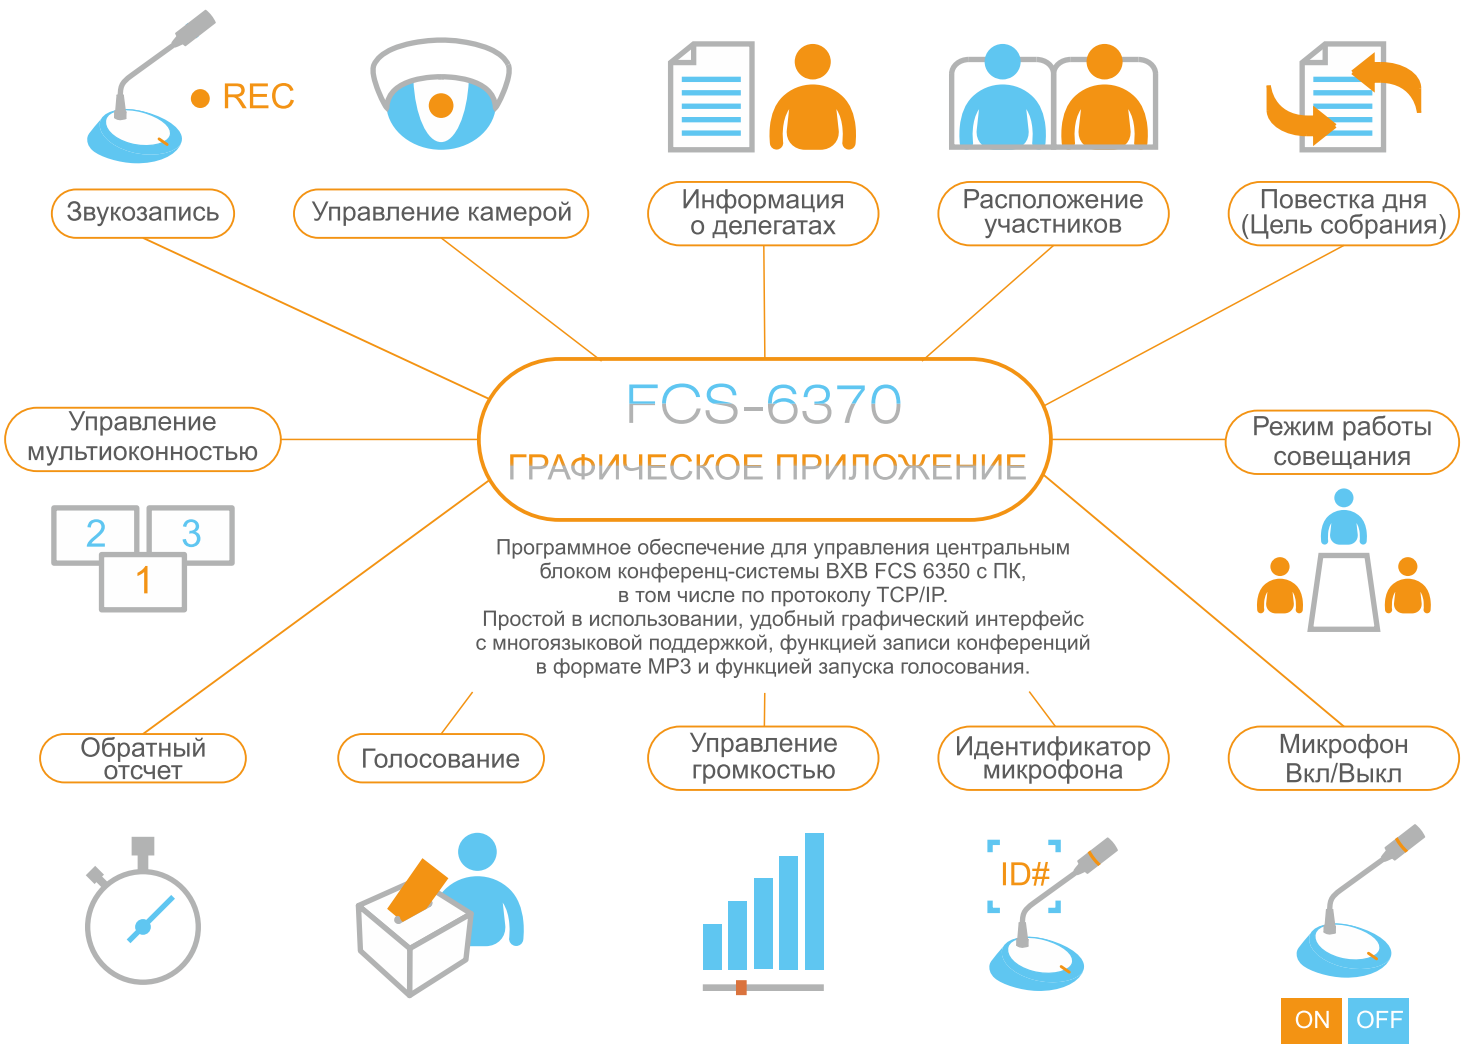 REC
Звукозапись
Управление камерой
Информация
о делегатах
Расположение
участников
Повестка дня
(Цель собрания)
FCS-6370
ГРАФИЧЕСКОЕ ПРИЛОЖЕНИЕ
Управление
мультиоконностью
2
3
1
Режим работы
совещания
Программное обеспечение для управления центральным
блоком конференц-системы BXB FCS 6350 с ПК,
в том числе по протоколу TCP/IP.
Простой в использовании, удобный графический интерфейс
с многоязыковой поддержкой, функцией записи конференций
в формате MP3 и функцией запуска голосования.
Обратный
отсчет
Голосование
Управление
громкостью
Идентификатор
микрофона
Микрофон
Вкл/Выкл
ID#
ON
OFF